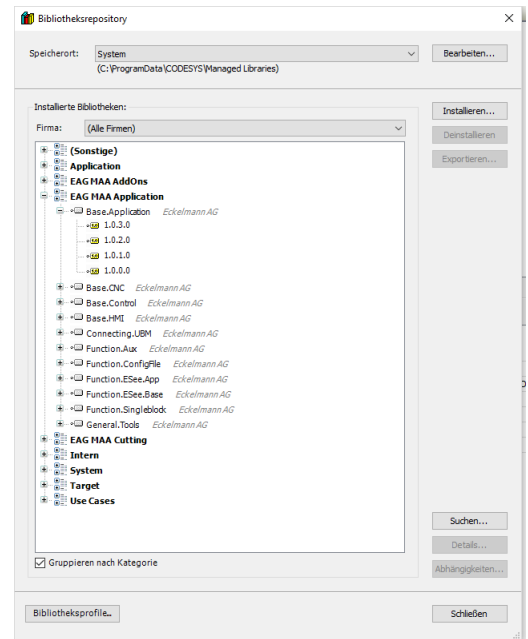 Bibliotheksrepository
Speicherort: System Bearbeiten...
(C:\ProgramData\CODESYS\Managed Libraries)
Installierte Bibliotheken: Installieren...
Firma: (Alle Firmen) Deinstallieren
Exportieren...
(Sonstige)
Application
EAG MAA AddOns
EAG MAA Application
Base.Application Eckelmann AG
1.0.3.0
1.0.2.0
1.0.1.0
1.0.0.0
Base.CNC Eckelmann AG
Base.Control Eckelmann AG
Base.HMI Eckelmann AG
Connecting.UBM Eckelmann AG
Function.Aux Eckelmann AG
Function.ConfigFile Eckelmann AG
Function.ESee.App Eckelmann AG
Function.ESee.Base Eckelmann AG
Function.Singleblock Eckelmann AG
General.Tools Eckelmann AG
EAG MAA Cutting
Intern
System
Target
Use Cases
Suchen...
Details...
Gruppieren nach Kategorie
Abhängigkeiten...
Bibliotheksprofile... Schließen